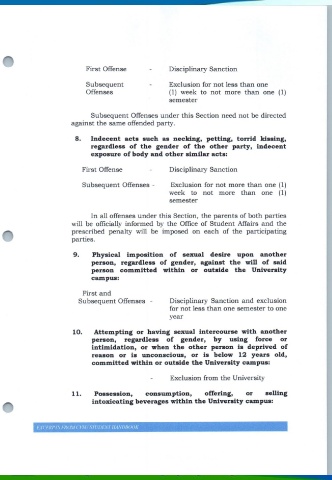 First Offense - Disciplinary Sanction
Subsequent - Exclusion for not less than one
Offenses (1) week to not more than one (1)
semester
Subsequent Offenses under this Section need not be directed
against the same offended party.
8. Indecent acts such as necking, petting, torrid kissing,
regardless of the gender of the other party, indecent
exposure of body and other similar acts:
First Offense - Disciplinary Sanction
Subsequent Offenses - Exclusion for not more than one (1)
week to not more than one (1)
semester
In all offenses under this Section, the parents of both parties
will be officially informed by the Office of Student Affairs and the
prescribed penalty will be imposed on each of the participating
parties.
9. Physical imposition of sexual desire upon another
person, regardless of gender, against the will of said
person committed within or outside the University
campus:
First and
Subsequent Offenses - Disciplinary Sanction and exclusion
for not less than one semester to one
year
10. Attempting or having sexual intercourse with another
person, regardless of gender, by using force or
intimidation, or when the other person is deprived of
reason or is unconscious, or is below 12 years old,
committed within or outside the University campus:
- Exclusion from the University
11. Possession, consumption, offering, or selling
intoxicating beverages within the University campus:
STUDENT HANDBOOK